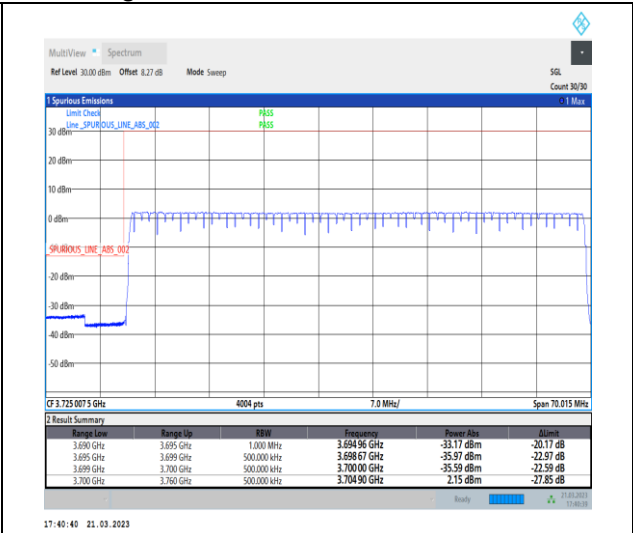 MultiView Spectrum
Ref Level 30.00 dBm Offset 8.27 dB Mode Sweep SGL
Count 30/30
1 Spurious Emissions 1 Max
Limit Check PASS
Line _SPURIOUS_LINE_ABS_002 PASS
30 dBm
20 dBm
10 dBm
0 dBm
_SPURIOUS_LINE_ABS_002
-20 dBm
-30 dBm
-40 dBm
-50 dBm
CF 3.725 007 5 GHz 4004 pts 7.0 MHz/ Span 70.015 MHz
2 Result Summary
Range Low Range Up RBW Frequency Power Abs ΔLimit
3.690 GHz 3.695 GHz 1.000 MHz 3.694 96 GHz -33.17 dBm -20.17 dB
3.695 GHz 3.699 GHz 500.000 kHz 3.698 67 GHz -35.97 dBm -22.97 dB
3.699 GHz 3.700 GHz 500.000 kHz 3.700 00 GHz -35.59 dBm -22.59 dB
3.700 GHz 3.760 GHz 500.000 kHz 3.704 90 GHz 2.15 dBm -27.85 dB
Ready 21.03.2023
17:40:39
17:40:40 21.03.2023